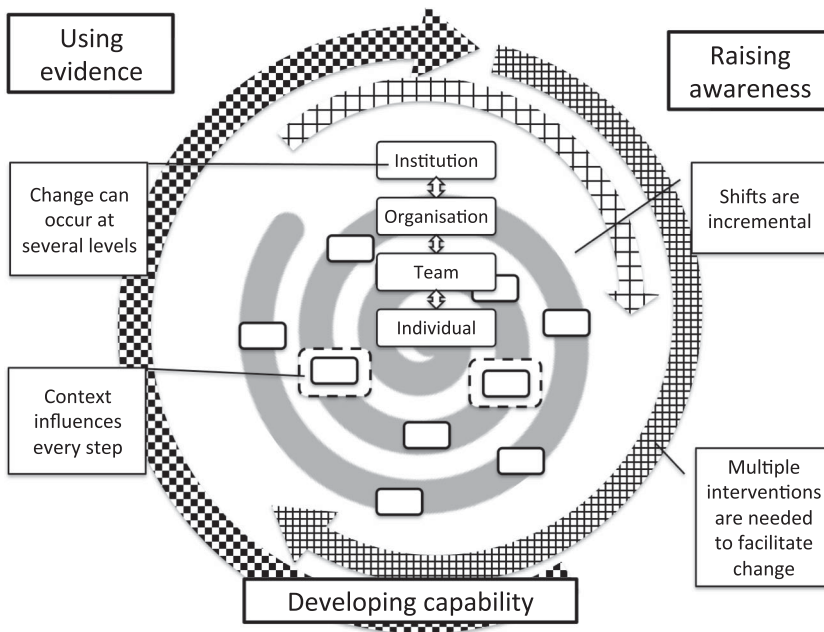 Using
evidence
Raising
awareness
Institution
Organisation
Team
Individual
Change can
occur at
several levels
Shifts are
incremental
Context
influences
every step
Multiple
interventions
are needed
to facilitate
change
Developing capability